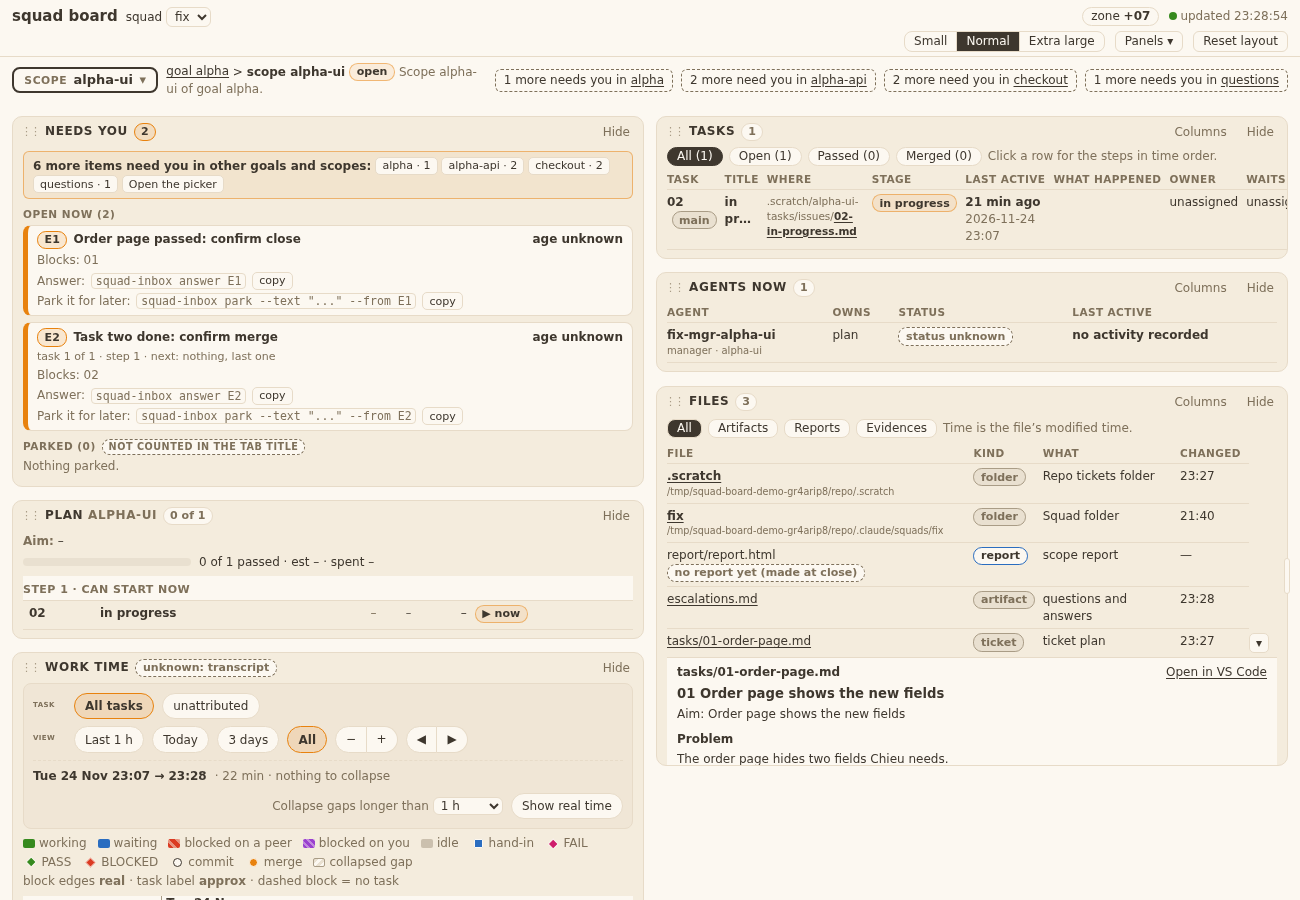 squad board squad fix
zone +07 updated 23:28:54
Small Normal Extra large Panels ▾ Reset layout
SCOPE alpha-ui ▾
goal alpha > scope alpha-ui open Scope alpha-
ui of goal alpha.
1 more needs you in alpha
2 more need you in alpha-api
2 more need you in checkout
1 more needs you in questions
NEEDS YOU 2 Hide
6 more items need you in other goals and scopes: alpha · 1 alpha-api · 2 checkout · 2
questions · 1 Open the picker
OPEN NOW (2)
E1 Order page passed: confirm close age unknown
Blocks: 01
Answer: squad-inbox answer E1 copy
Park it for later: squad-inbox park --text "..." --from E1 copy
E2 Task two done: confirm merge age unknown
task 1 of 1 · step 1 · next: nothing, last one
Blocks: 02
Answer: squad-inbox answer E2 copy
Park it for later: squad-inbox park --text "..." --from E2 copy
PARKED (0) NOT COUNTED IN THE TAB TITLE
Nothing parked.
PLAN ALPHA-UI 0 of 1 Hide
Aim: –
0 of 1 passed · est – · spent –
STEP 1 · CAN START NOW
02 in progress – – – ▶ now
WORK TIME unknown: transcript Hide
TASK All tasks unattributed
VIEW Last 1 h Today 3 days All − + ◀ ▶
Tue 24 Nov 23:07 → 23:28 · 22 min · nothing to collapse
Collapse gaps longer than 1 h Show real time
working waiting blocked on a peer blocked on you idle hand-in FAIL
PASS BLOCKED commit merge collapsed gap
block edges real · task label approx · dashed block = no task
TASKS 1 Columns Hide
All (1) Open (1) Passed (0) Merged (0) Click a row for the steps in time order.
TASK TITLE WHERE STAGE LAST ACTIVE WHAT HAPPENED OWNER WAITS
02 in .scratch/alpha-ui- in progress 21 min ago unassigned unassig
main pr... tasks/issues/02- 2026-11-24
in-progress.md 23:07
AGENTS NOW 1 Columns Hide
AGENT OWNS STATUS LAST ACTIVE
fix-mgr-alpha-ui plan status unknown no activity recorded
manager · alpha-ui
FILES 3 Columns Hide
All Artifacts Reports Evidences Time is the file’s modified time.
FILE KIND WHAT CHANGED
.scratch folder Repo tickets folder 23:27
/tmp/squad-board-demo-gr4arip8/repo/.scratch
fix folder Squad folder 21:40
/tmp/squad-board-demo-gr4arip8/repo/.claude/squads/fix
report/report.html report scope report —
no report yet (made at close)
escalations.md artifact questions and 23:28
answers
tasks/01-order-page.md ticket ticket plan 23:27 ▾
tasks/01-order-page.md Open in VS Code
01 Order page shows the new fields
Aim: Order page shows the new fields
Problem
The order page hides two fields Chieu needs.